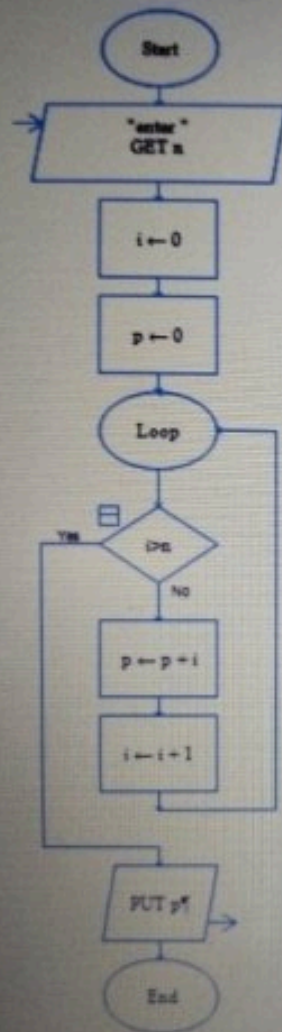 Start
"enter "
GET n
i ← 0
p ← 0
Loop
i>n
Yes
No
p ← p + i
i ← i + 1
PUT p¶
End